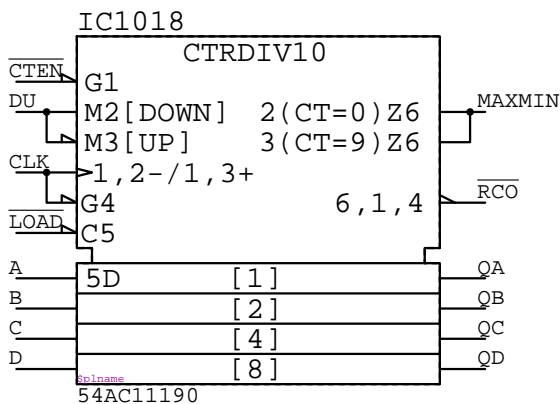 IC1018
CTRDIV10
CTEN
G1
DU
M2[DOWN]
2(CT=0)Z6
MAXMIN
M3[UP]
3(CT=9)Z6
CLK
1,2-/1,3+
G4
6,1,4
RCO
LOAD
C5
A
5D
[1]
QA
B
[2]
QB
C
[4]
QC
D
[8]
QD
$plname
54AC11190